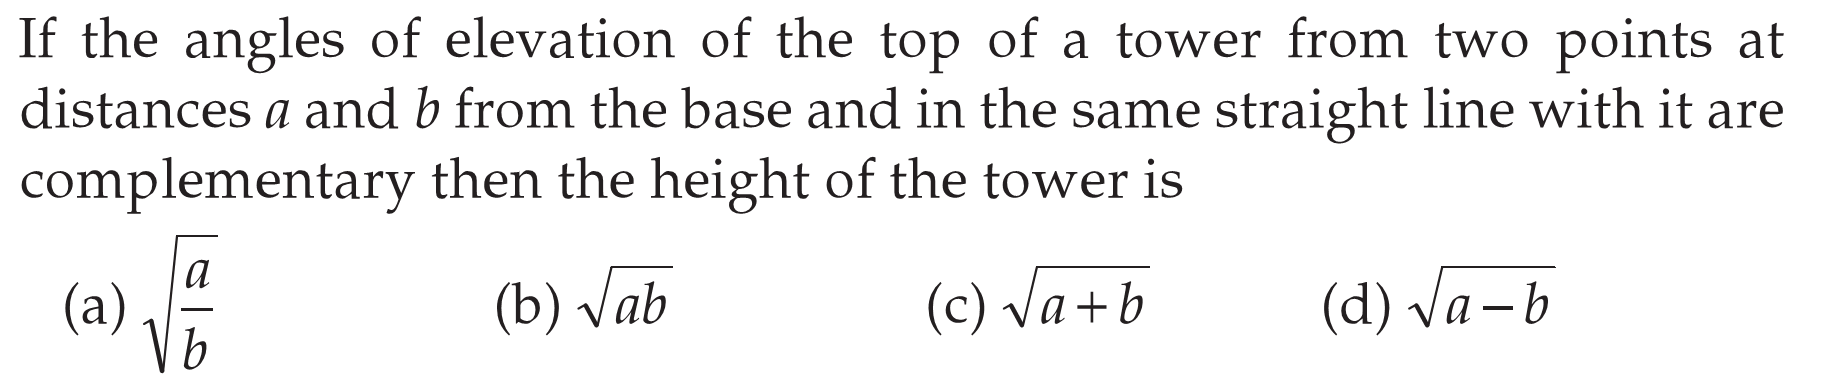 If the angles of elevation of the top of a tower from two points at
distances a and b from the base and in the same straight line with it are
complementary then the height of the tower is
(a) √(a/b) (b) √ab (c) √a+b (d) √a−b